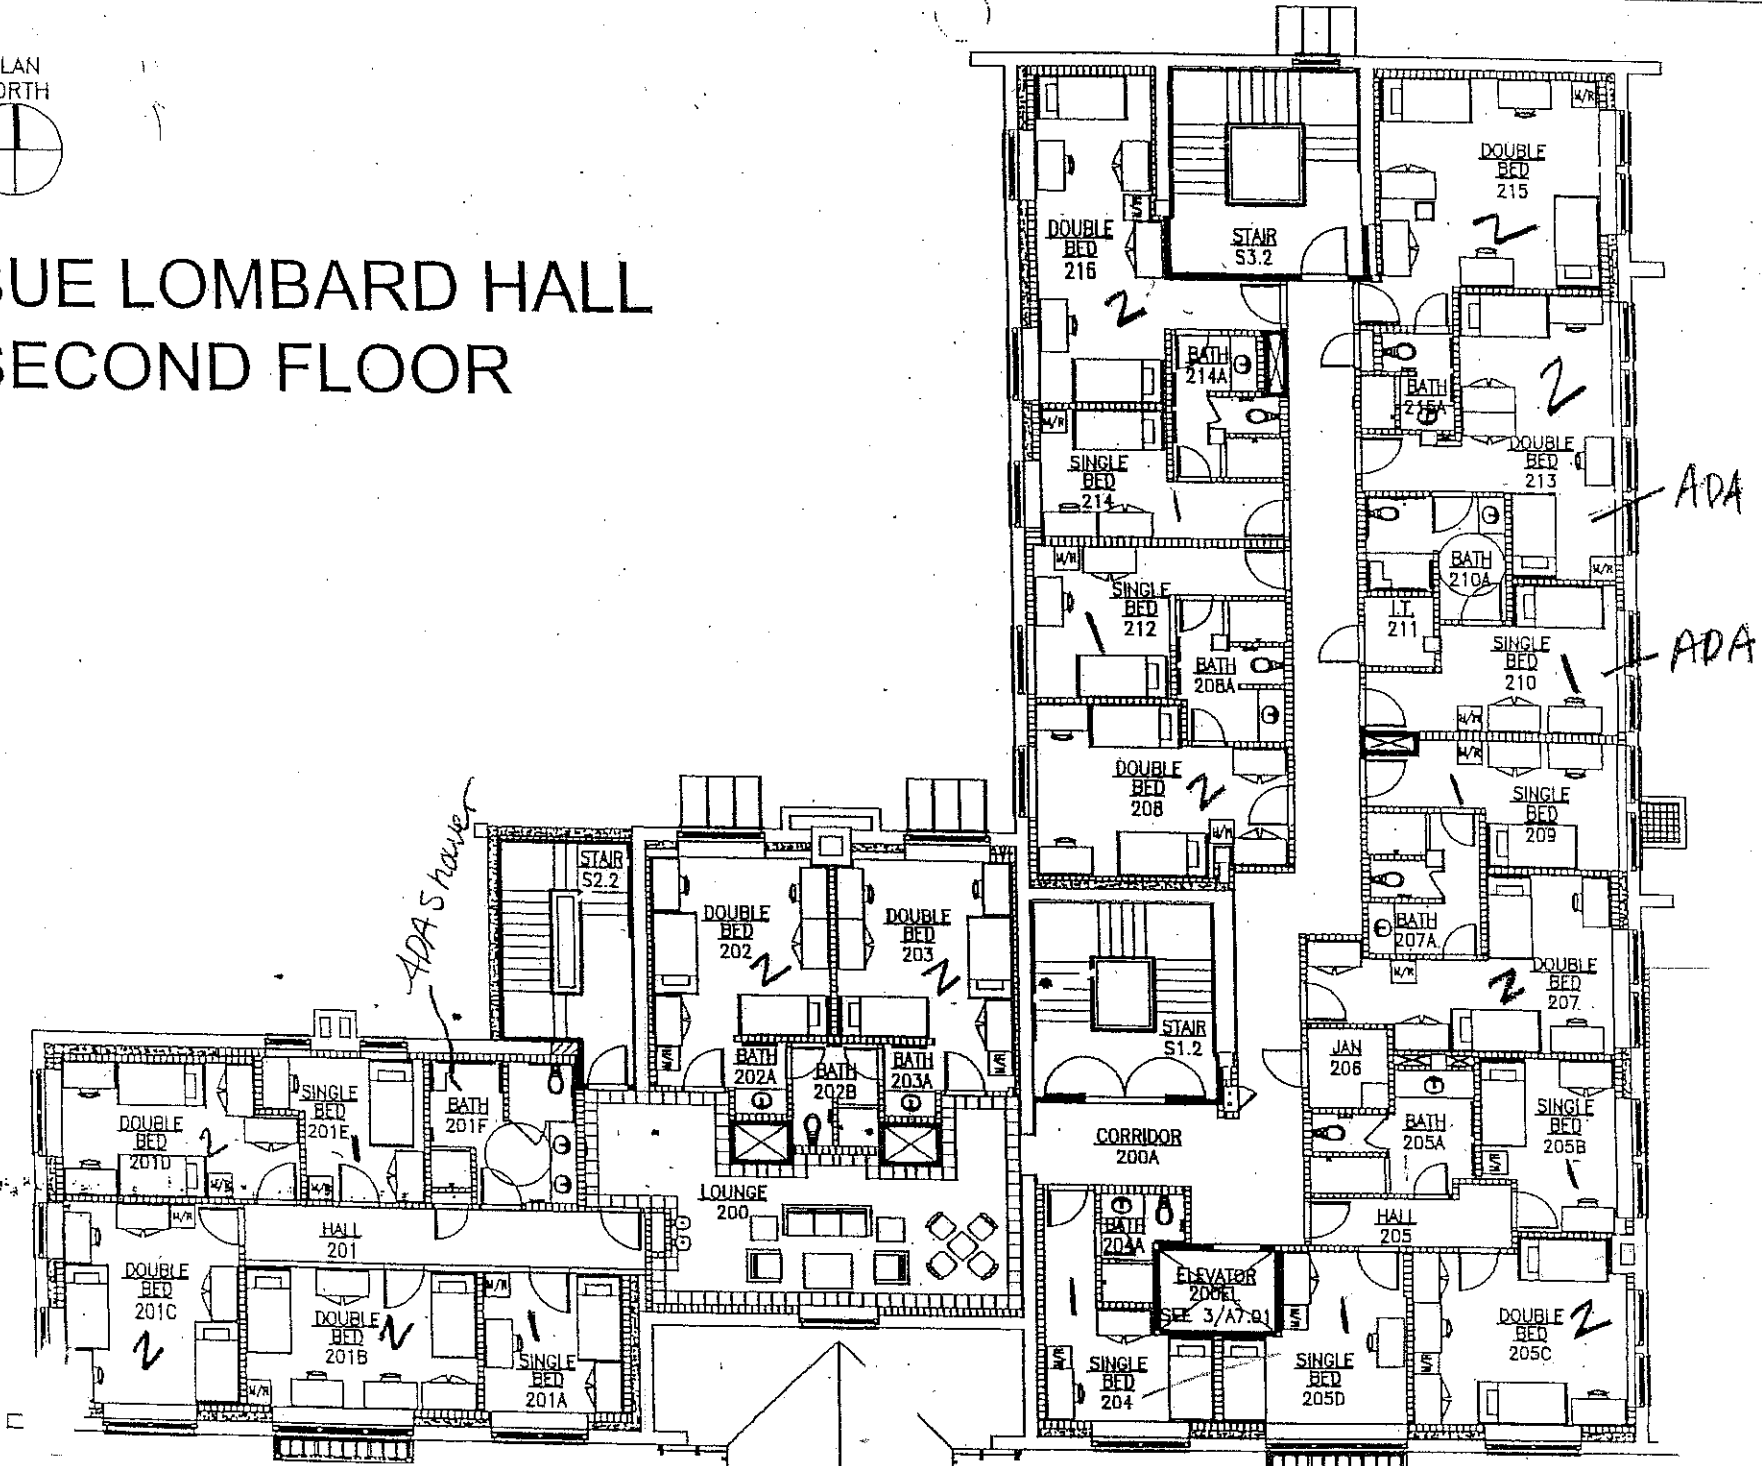 LAN
ORTH
SUE LOMBARD HALL
SECOND FLOOR
DOUBLE
BED
216
2
STAIR
S3.2
DOUBLE
BED
215
2
M/R
M/R
BATH
214A
BATH
215A
2
DOUBLE
BED
213
ADA
M/R
SINGLE
BED
214
1
M/R
SINGLE
BED
212
1
BATH
210A
M/R
I.T.
211
SINGLE
BED
210
1
ADA
M/R
BATH
208A
DOUBLE
BED
208
2
M/R
M/R
1
SINGLE
BED
209
BATH
207A
M/R
DOUBLE
BED
207
2
ADA Shower
STAIR
S2.2
DOUBLE
BED
202
2
DOUBLE
BED
203
2
M/R
M/R
BATH
202A
BATH
202B
BATH
203A
STAIR
S1.2
JAN
206
BATH
205A
SINGLE
BED
205B
1
M/R
DOUBLE
BED
201D
2
M/R
SINGLE
BED
201E
1
M/R
BATH
201F
CORRIDOR
200A
LOUNGE
200
HALL
201
BATH
204A
HALL
205
M/R
DOUBLE
BED
201C
2
M/R
DOUBLE
BED
201B
2
M/R
SINGLE
BED
201A
1
ELEVATOR
200EL
SEE 3/A7.01
M/R
1
SINGLE
BED
204
M/R
1
SINGLE
BED
205D
M/R
DOUBLE
BED
205C
2